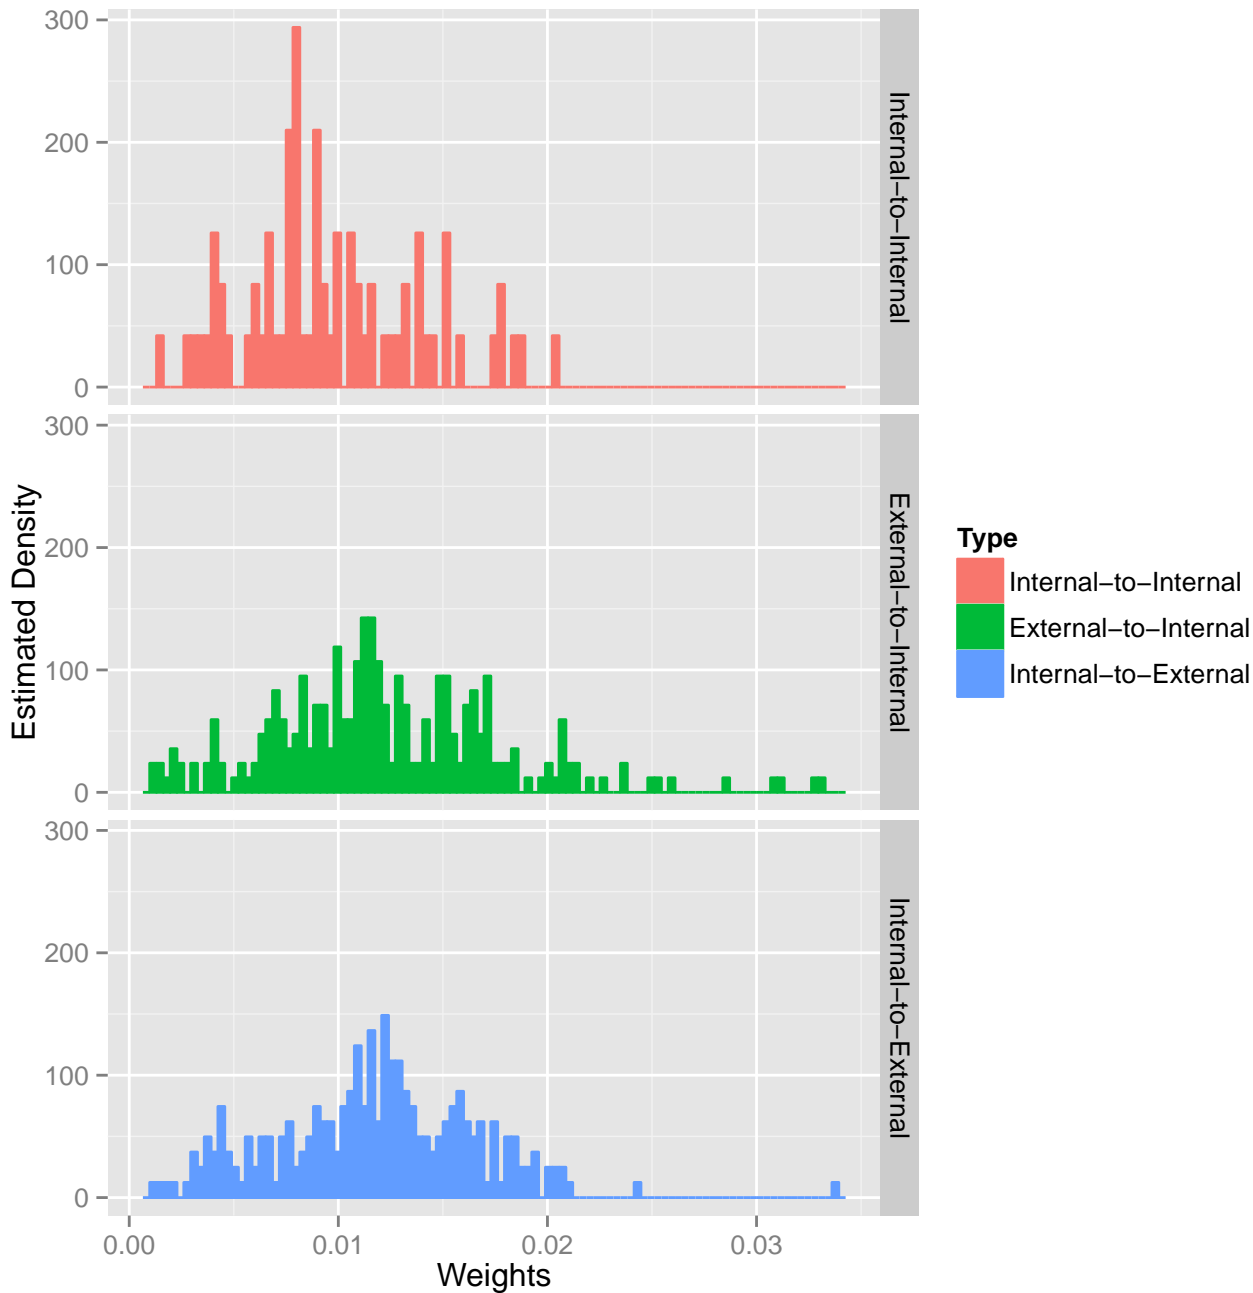 300
200
100
0
Internal−to−Internal
300
200
100
0
External−to−Internal
300
200
100
0
Internal−to−External
0.00 0.01 0.02 0.03
Weights
Estimated Density
Type
Internal−to−Internal
External−to−Internal
Internal−to−External